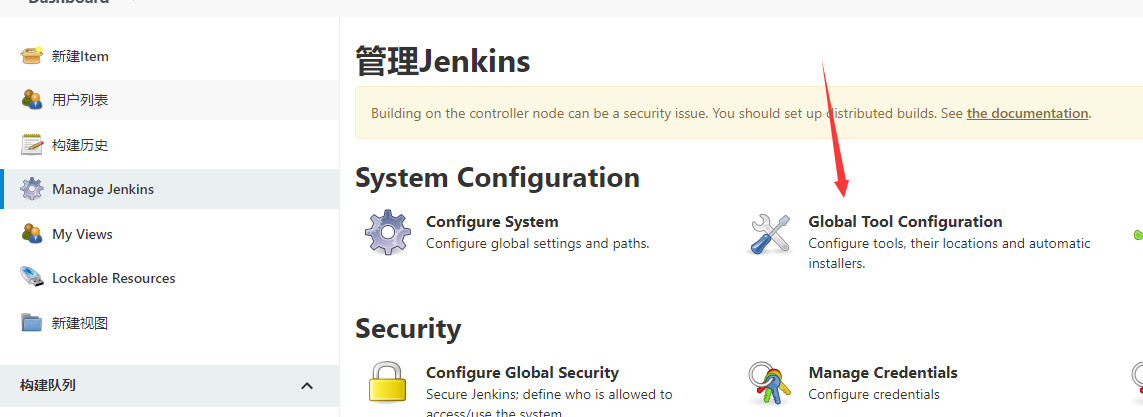 Dashboard
新建Item
用户列表
构建历史
Manage Jenkins
My Views
Lockable Resources
新建视图
构建队列
管理Jenkins
Building on the controller node can be a security issue. You should set up distributed builds. See the documentation.
System Configuration
Configure System
Configure global settings and paths.
Global Tool Configuration
Configure tools, their locations and automatic
installers.
Security
Configure Global Security
Secure Jenkins; define who is allowed to
access/use the system.
Manage Credentials
Configure credentials